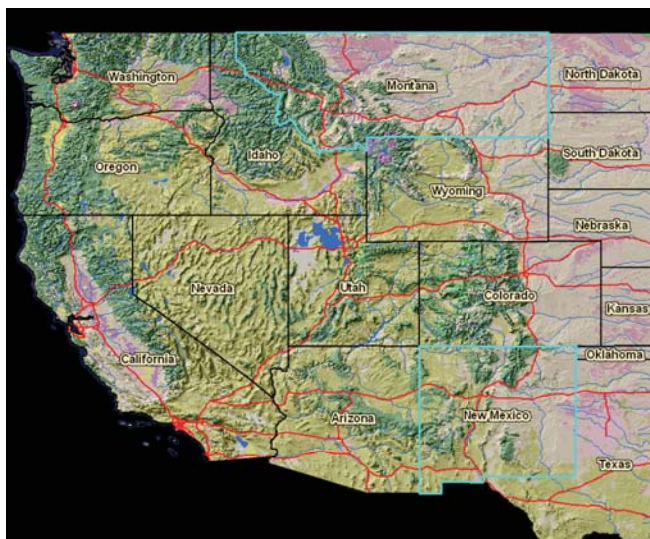 Washington
Montana
North Dakota
Oregon
Idaho
South Dakota
Wyoming
Nebraska
Nevada
Utah
Colorado
Kansas
California
Oklahoma
Arizona
New Mexico
Texas